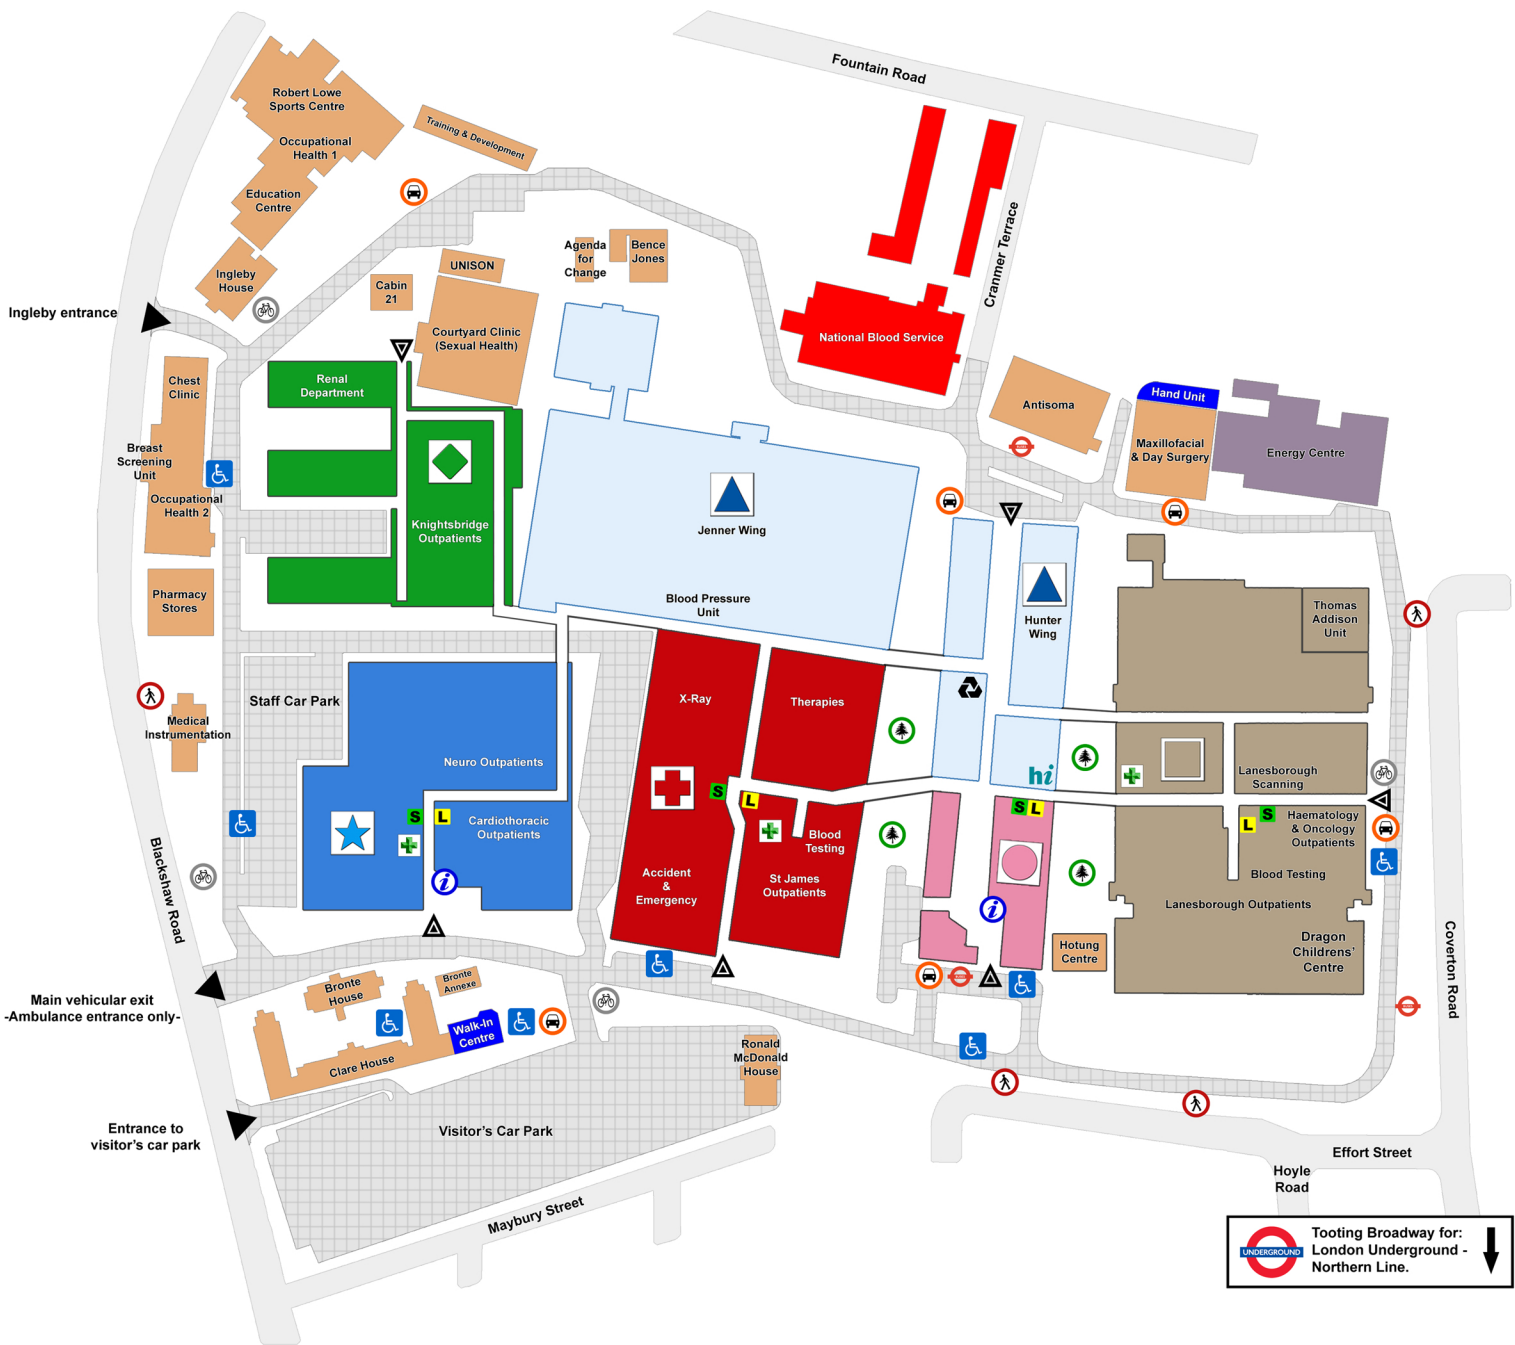 Fountain Road
Robert Lowe
Sports Centre
Training & Development
Occupational
Health 1
Education
Centre
Cranmer Terrace
Agenda
for
Change
Bence
Jones
UNISON
Ingleby
House
Cabin
21
Ingleby entrance
Courtyard Clinic
(Sexual Health)
National Blood Service
Chest
Clinic
Renal
Department
Antisoma
Hand Unit
Maxillofacial
& Day Surgery
Energy Centre
Breast
Screening
Unit
Occupational
Health 2
Knightsbridge
Outpatients
Jenner Wing
Pharmacy
Stores
Blood Pressure
Unit
Hunter
Wing
Thomas
Addison
Unit
Staff Car Park
X-Ray
Therapies
Medical
Instrumentation
Neuro Outpatients
hi
Lanesborough
Scanning
S
L
Cardiothoracic
Outpatients
S
L
Blood
Testing
S
L
S
L
Haematology
& Oncology
Outpatients
Accident
&
Emergency
St James
Outpatients
Blood Testing
Lanesborough Outpatients
i
i
Blackshaw Road
Hotung
Centre
Dragon
Children's'
Centre
Coverton Road
Main vehicular exit
-Ambulance entrance only-
Bronte
House
Bronte
Annexe
Walk-In
Centre
Clare House
Ronald
McDonald
House
Entrance to
visitor's car park
Visitor's Car Park
Effort Street
Hoyle
Road
Maybury Street
UNDERGROUND
Tooting Broadway for:
London Underground -
Northern Line.